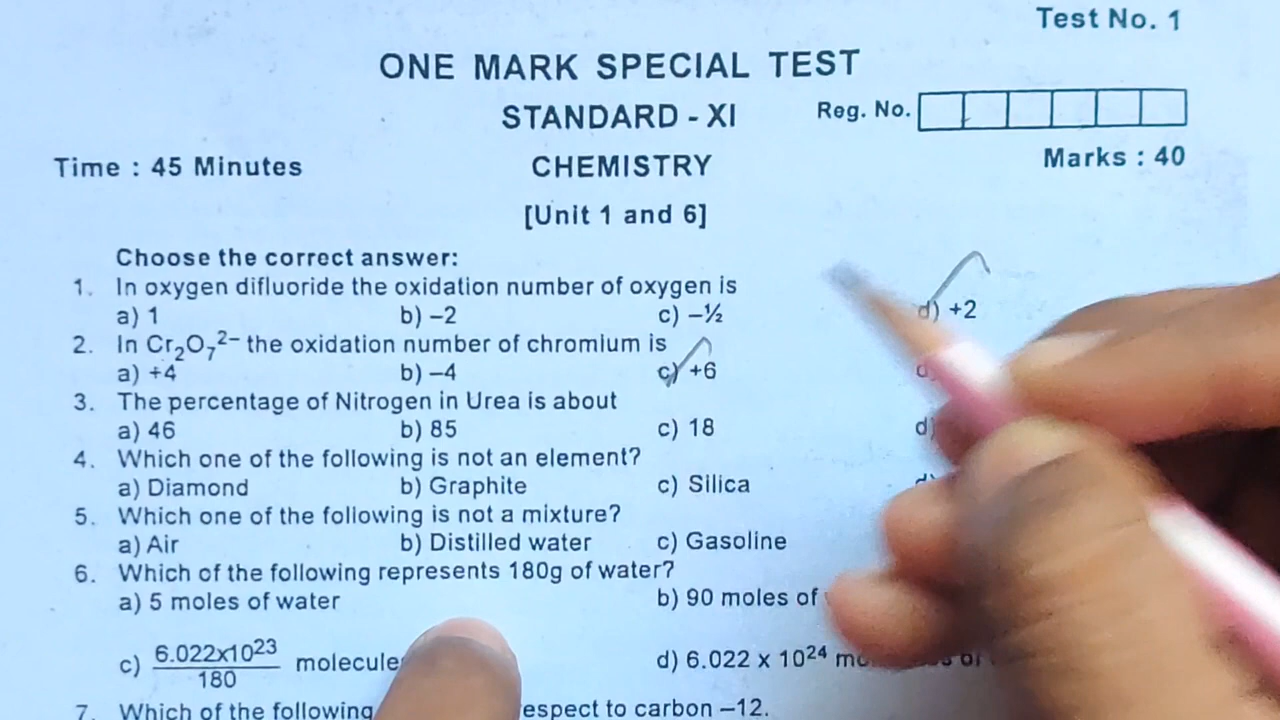 Test No. 1
ONE MARK SPECIAL TEST
STANDARD - XI
Reg. No.
Time : 45 Minutes
CHEMISTRY
Marks : 40
[Unit 1 and 6]
Choose the correct answer:
1. In oxygen difluoride the oxidation number of oxygen is
a) 1 b) –2 c) –½ d) +2
2. In Cr₂O₇²⁻ the oxidation number of chromium is
a) +4 b) –4 c) +6
3. The percentage of Nitrogen in Urea is about
a) 46 b) 85 c) 18 d)
4. Which one of the following is not an element?
a) Diamond b) Graphite c) Silica
5. Which one of the following is not a mixture?
a) Air b) Distilled water c) Gasoline
6. Which of the following represents 180g of water?
a) 5 moles of water b) 90 moles of
c) 6.022x10²³ / 180 molecules d) 6.022 x 10²⁴
7. Which of the following respect to carbon –12.